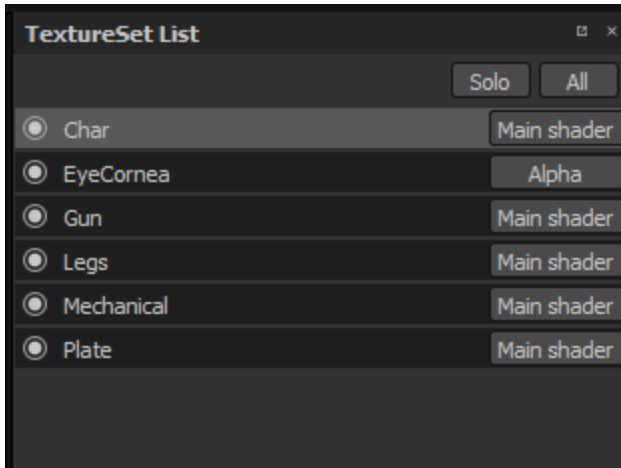 TextureSet List
Solo All
Char Main shader
EyeCornea Alpha
Gun Main shader
Legs Main shader
Mechanical Main shader
Plate Main shader